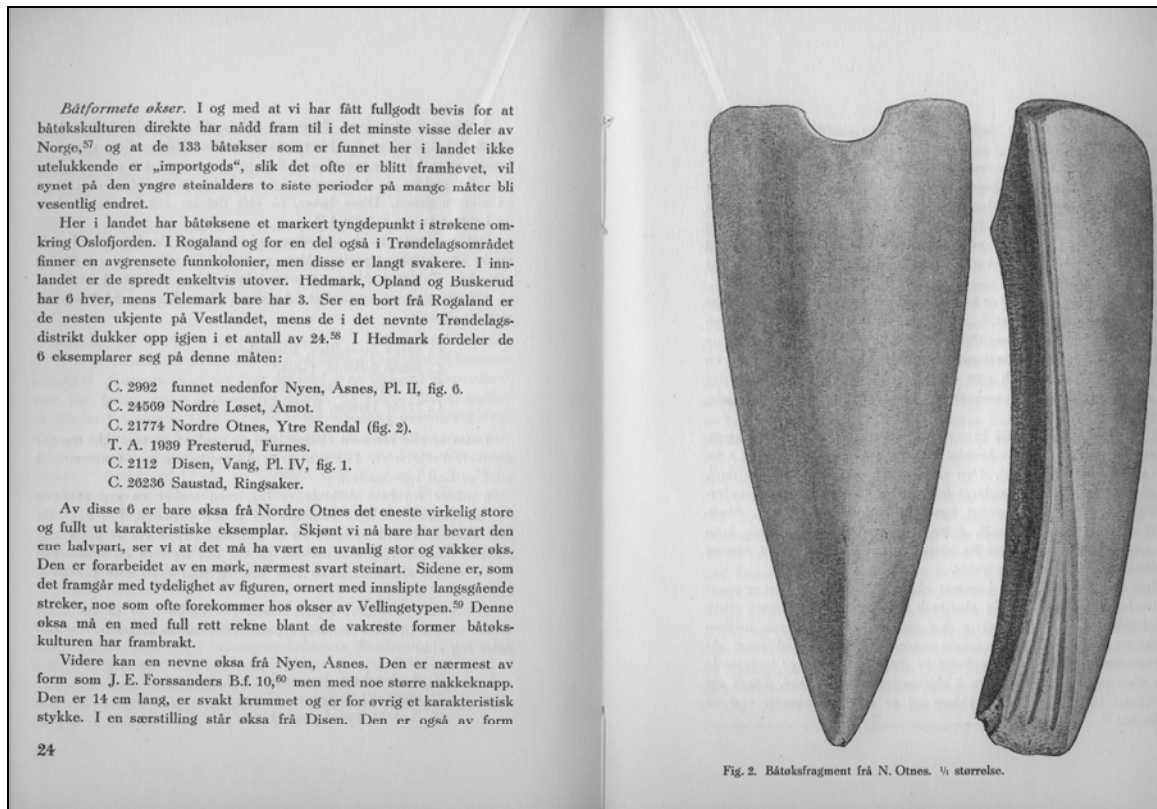 Båtformete økser. I og med at vi har fått fullgodt bevis for at
båtøkskulturen direkte har nådd fram til i det minste visse deler av
Norge,57 og at de 133 båtøkser som er funnet her i landet ikke
utelukkende er „importgods“, slik det ofte er blitt framhevet, vil
synet på den yngre steinalders to siste perioder på mange måter bli
vesentlig endret.
Her i landet har båtøksene et markert tyngdepunkt i strøkene om-
kring Oslofjorden. I Rogaland og for en del også i Trøndelagsområdet
finner en avgrensete funnkolonier, men disse er langt svakere. I inn-
landet er de spredt enkeltvis utover. Hedmark, Opland og Buskerud
har 6 hver, mens Telemark bare har 3. Ser en bort frå Rogaland er
de nesten ukjente på Vestlandet, mens de i det nevnte Trøndelags-
distrikt dukker opp igjen i et antall av 24.58 I Hedmark fordeler de
6 eksemplarer seg på denne måten:
C. 2992 funnet nedenfor Nyen, Åsnes, Pl. II, fig. 6.
C. 24569 Nordre Løset, Åmot.
C. 21774 Nordre Otnes, Ytre Rendal (fig. 2).
T. A. 1939 Presterud, Furnes.
C. 2112 Disen, Vang, Pl. IV, fig. 1.
C. 26236 Saustad, Ringsaker.
Av disse 6 er bare øksa frå Nordre Otnes det eneste virkelig store
og fullt ut karakteristiske eksemplar. Skjønt vi nå bare har bevart den
ene halvpart, ser vi at det må ha vært en uvanlig stor og vakker øks.
Den er forarbeidet av en mørk, nærmest svart steinart. Sidene er, som
det framgår med tydelighet av figuren, ornert med innslipte langsgående
streker, noe som ofte forekommer hos økser av Vellingetypen.59 Denne
øksa må en med full rett rekne blant de vakreste former båtøks-
kulturen har frambrakt.
Videre kan en nevne øksa frå Nyen, Åsnes. Den er nærmest av
form som J. E. Forssanders B.f. 10,60 men med noe større nakkeknapp.
Den er 14 cm lang, er svakt krummet og er for øvrig et karakteristisk
stykke. I en særstilling står øksa frå Disen. Den er også av form
24
Fig. 2. Båtøksfragment frå N. Otnes. 1/1 størrelse.